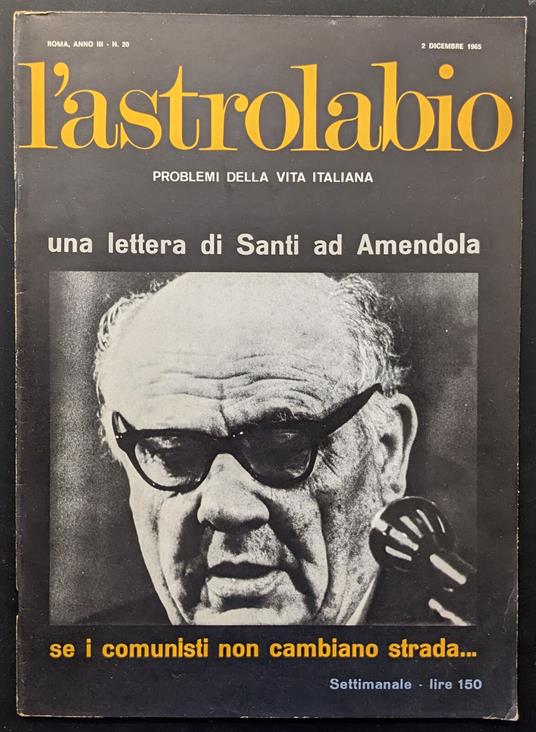 ROMA, ANNO III - N. 20
2 DICEMBRE 1965
l'astrolabio
PROBLEMI DELLA VITA ITALIANA
una lettera di Santi ad Amendola
se i comunisti non cambiano strada...
Settimanale - lire 150